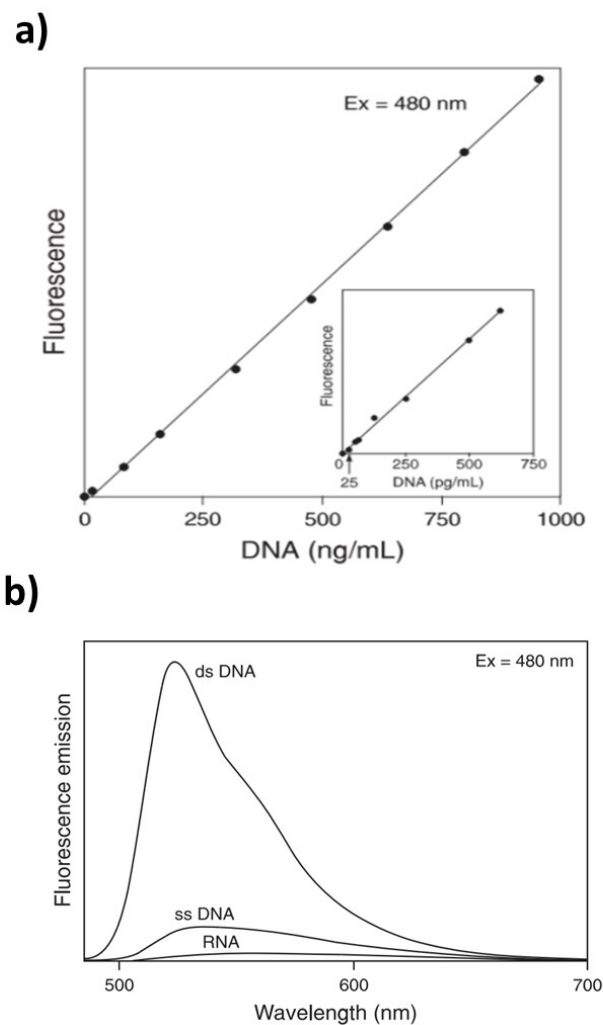 a)
Ex = 480 nm
Fluorescence
Fluorescence
0 250 500 750
25
DNA (pg/mL)
0 250 500 750 1000
DNA (ng/mL)
b)
Ex = 480 nm
ds DNA
Fluorescence emission
ss DNA
RNA
500 600 700
Wavelength (nm)